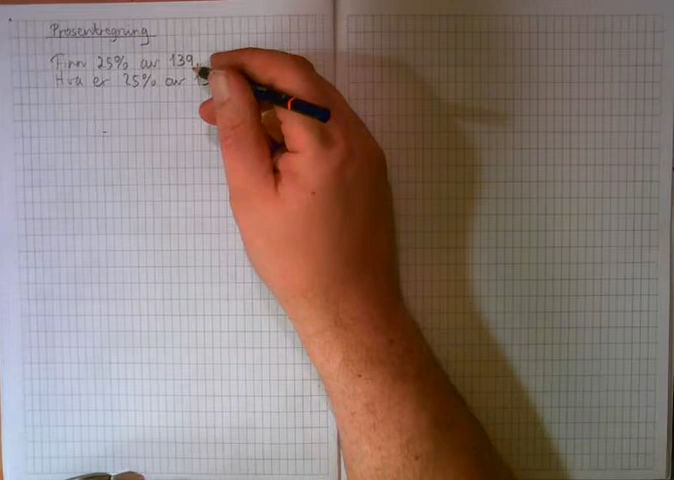 Prosentregning
Finn 25% av 139.
Hva er 25% av